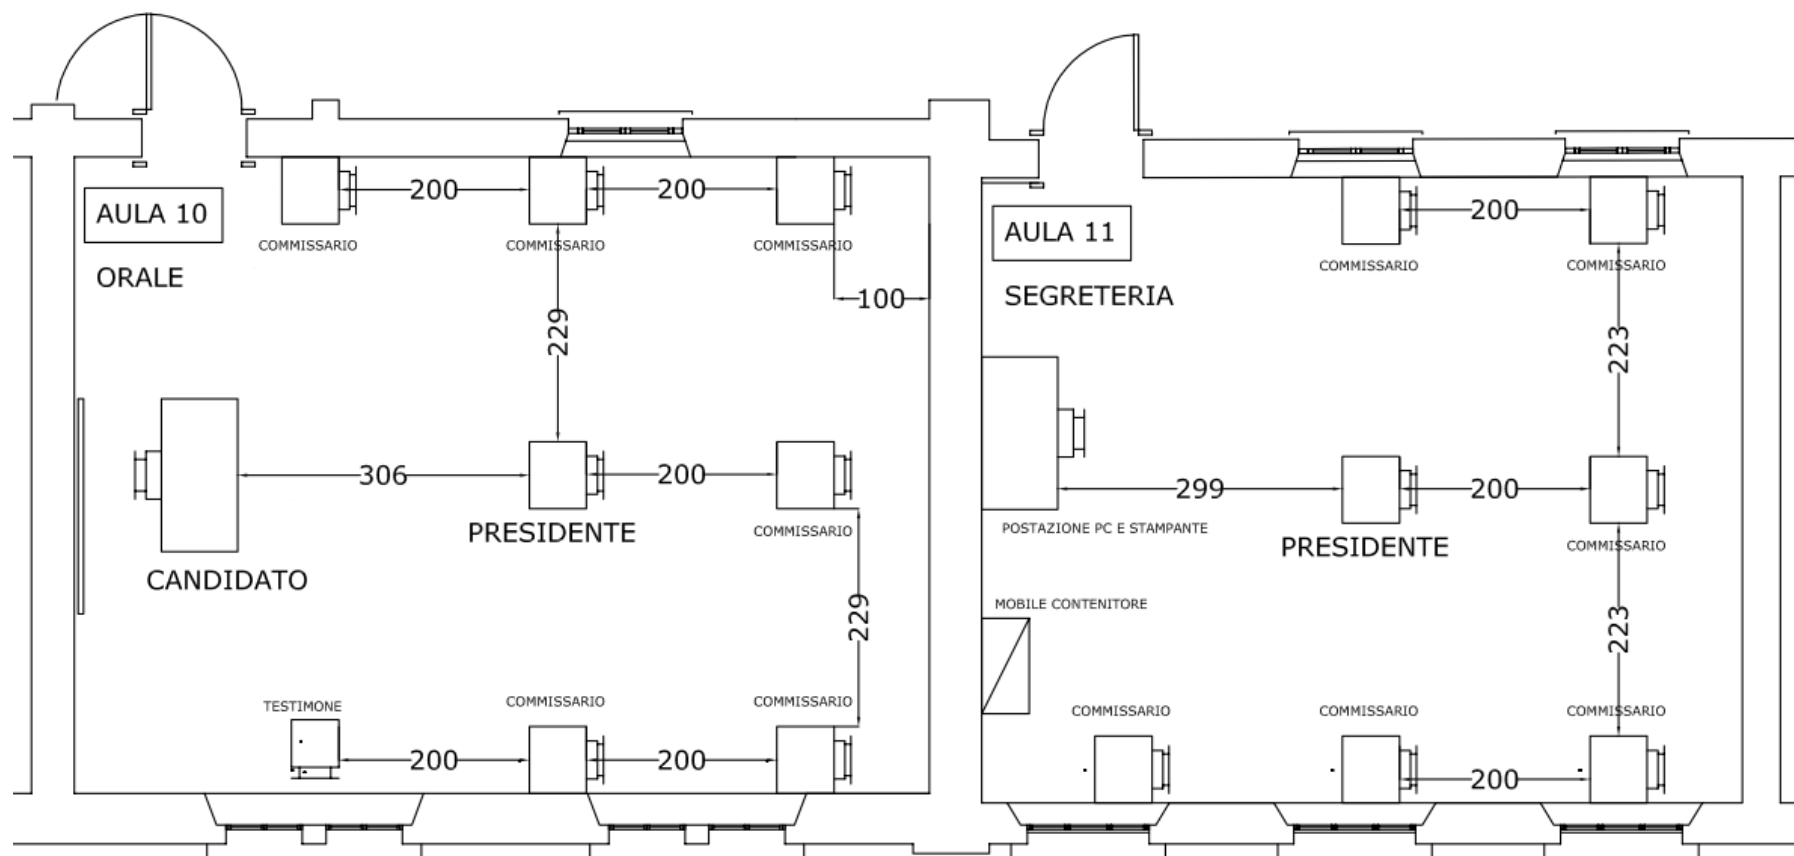 AULA 10
ORALE
200
200
COMMISSARIO
COMMISSARIO
COMMISSARIO
100
229
306
200
PRESIDENTE
COMMISSARIO
CANDIDATO
229
TESTIMONE
COMMISSARIO
COMMISSARIO
200
200
AULA 11
SEGRETERIA
200
COMMISSARIO
COMMISSARIO
223
299
200
POSTAZIONE PC E STAMPANTE
PRESIDENTE
COMMISSARIO
MOBILE CONTENITORE
223
COMMISSARIO
COMMISSARIO
COMMISSARIO
200